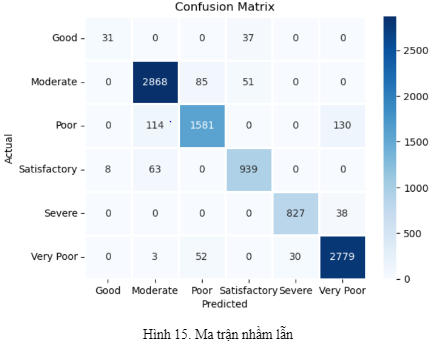 Confusion Matrix
Good 31 0 0 37 0 0
Moderate 0 2868 85 51 0 0
Poor 0 114 1581 0 0 130
Satisfactory 8 63 0 939 0 0
Severe 0 0 0 0 827 38
Very Poor 0 3 52 0 30 2779
Good Moderate Poor Satisfactory Severe Very Poor
Predicted
Actual
2500
2000
1500
1000
500
0
Hình 15. Ma trận nhầm lẫn